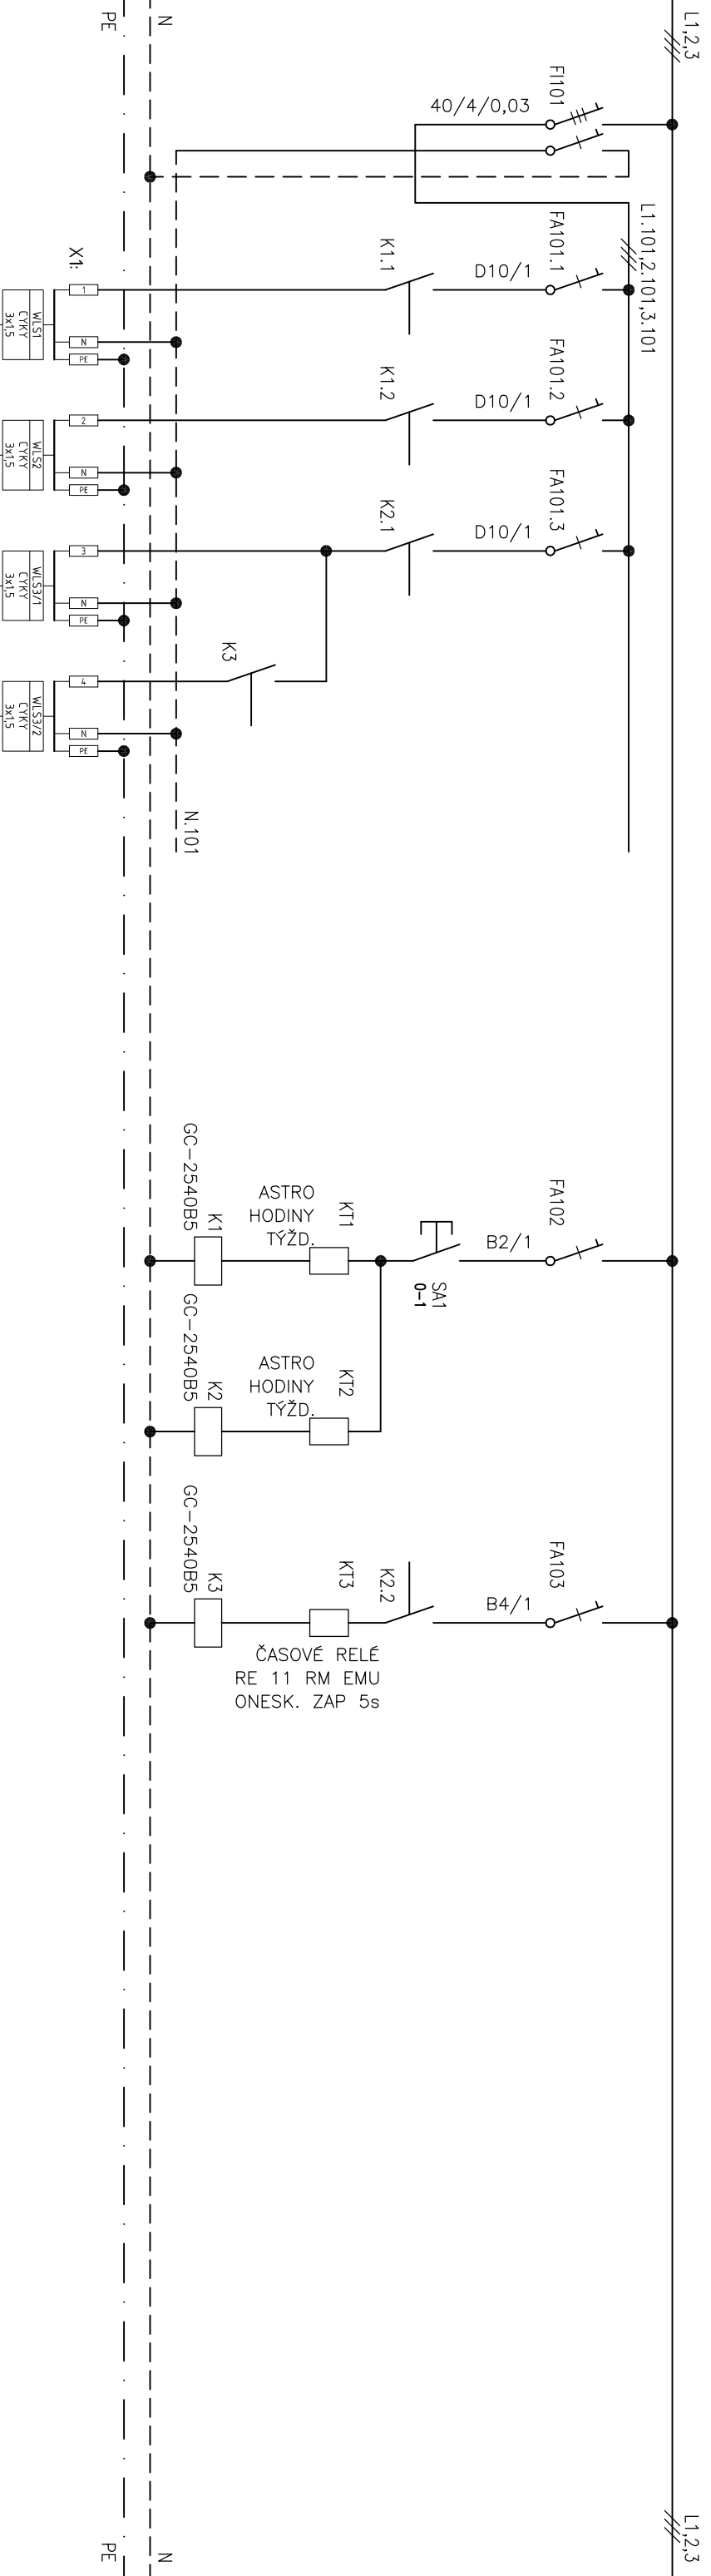 L1,2,3
N
PE
FI101
40/4/0,03
L1.101,2.101,3.101
FA101.1
D10/1
K1.1
FA101.2
D10/1
K1.2
FA101.3
D10/1
K2.1
K3
N.101
X1:
1
N
PE
WLS1
CYKY
3x1,5
2
N
PE
WLS2
CYKY
3x1,5
3
N
PE
WLS3/1
CYKY
3x1,5
4
N
PE
WLS3/2
CYKY
3x1,5
FA102
B2/1
SA1
0-1
KT1
ASTRO
HODINY
TÝŽD.
K1
GC-2540B5
KT2
ASTRO
HODINY
TÝŽD.
K2
GC-2540B5
FA103
B4/1
K2.2
KT3
ČASOVÉ RELÉ
RE 11 RM EMU
ONESK. ZAP 5s
K3
GC-2540B5
L1,2,3
N
PE